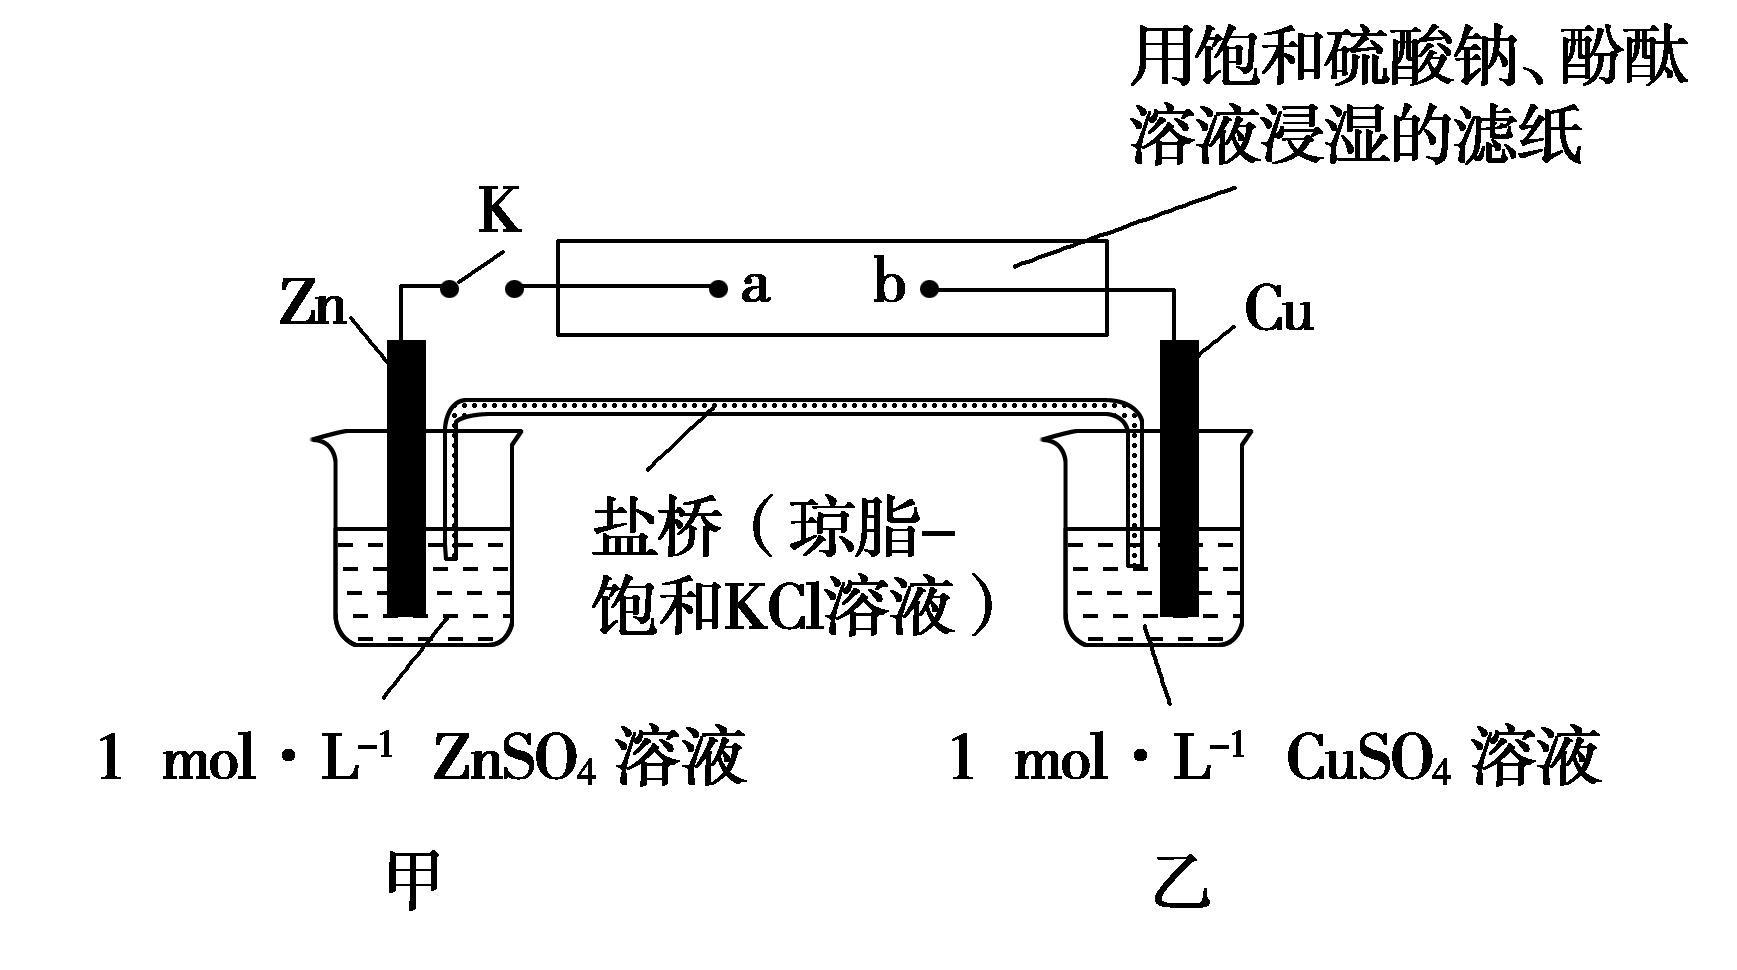 用饱和硫酸钠、酚酞
溶液浸湿的滤纸
K
a
b
Zn
Cu
盐桥（琼脂–
饱和KCl溶液）
1 mol·L⁻¹ ZnSO₄ 溶液
1 mol·L⁻¹ CuSO₄ 溶液
甲
乙